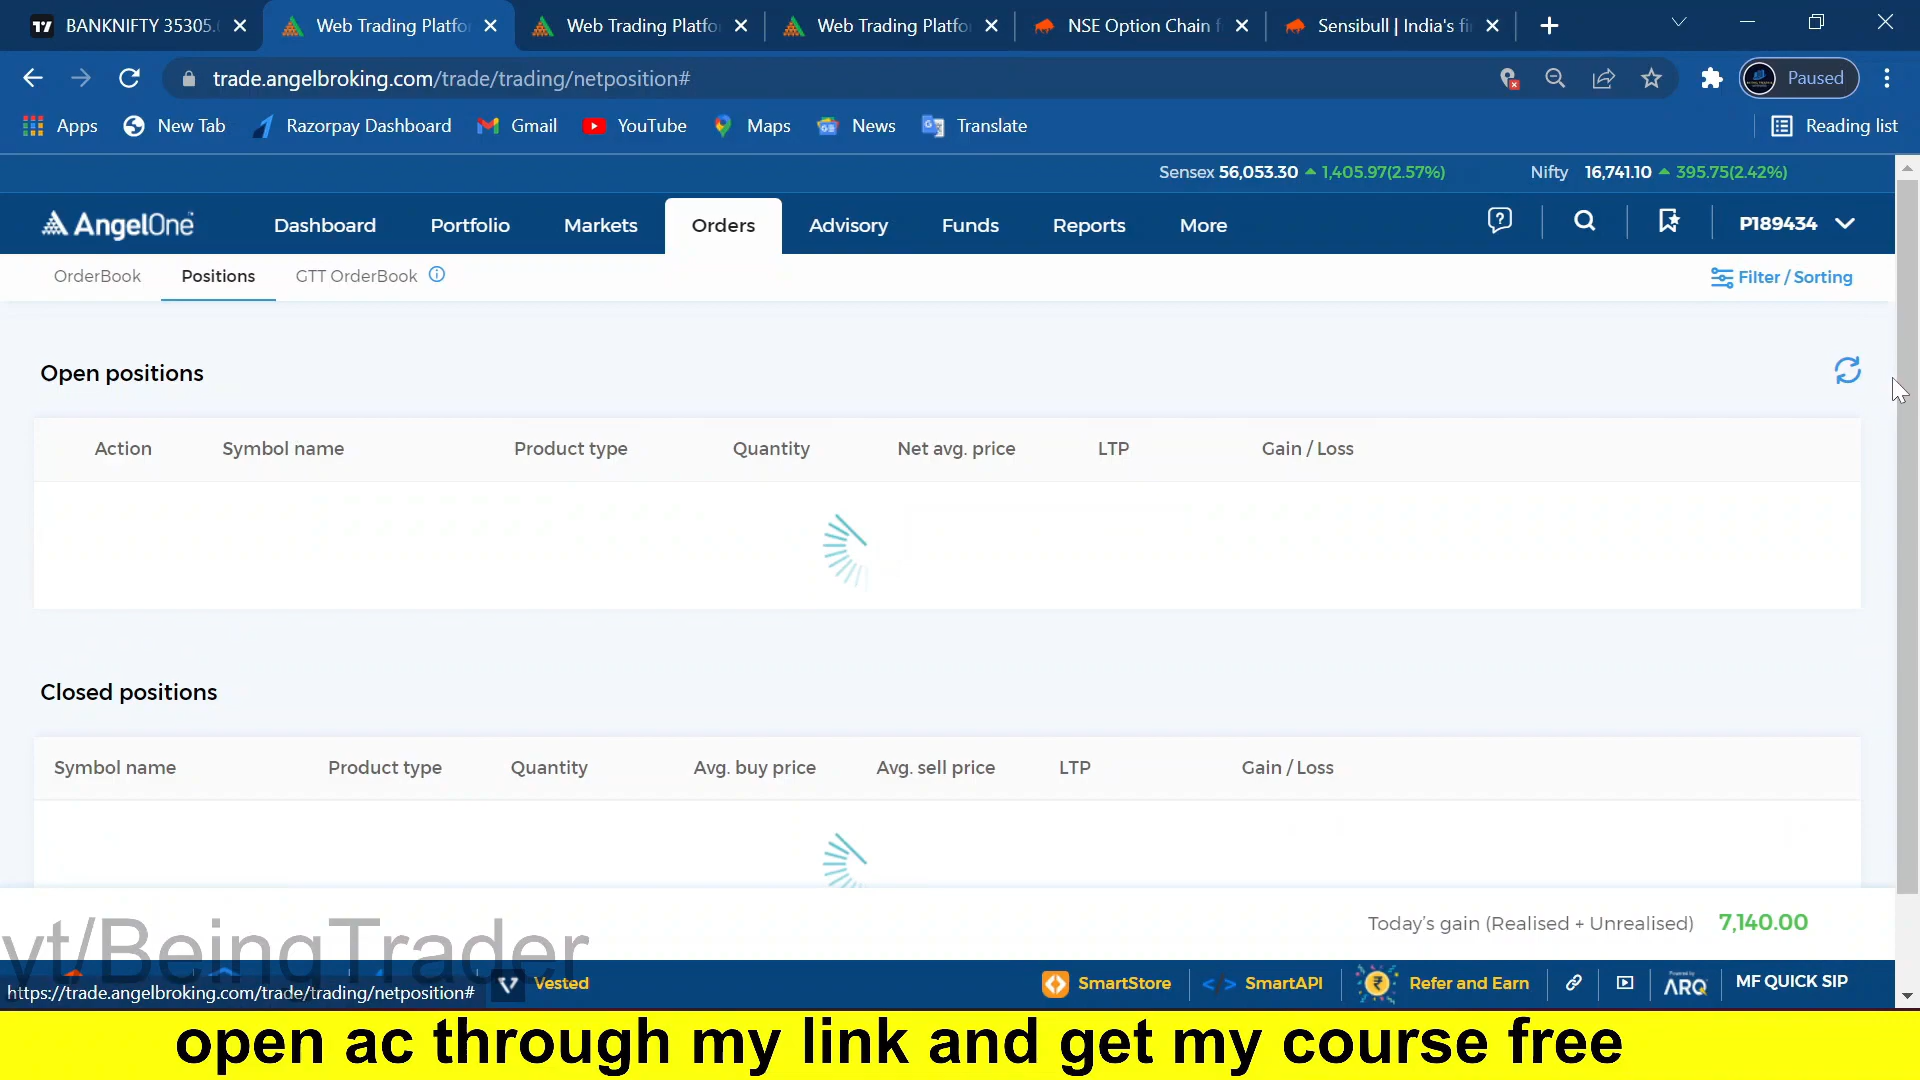 BANKNIFTY 35305.
Web Trading Platfo
Web Trading Platfo
Web Trading Platfo
NSE Option Chain f
Sensibull | India's fi
trade.angelbroking.com/trade/trading/netposition#
Paused
Apps
New Tab
Razorpay Dashboard
Gmail
YouTube
Maps
News
Translate
Reading list
Sensex 56,053.30 1,405.97(2.57%)
Nifty 16,741.10 395.75(2.42%)
AngelOne
Dashboard
Portfolio
Markets
Orders
Advisory
Funds
Reports
More
P189434
OrderBook
Positions
GTT OrderBook
Filter / Sorting
Open positions
Action
Symbol name
Product type
Quantity
Net avg. price
LTP
Gain / Loss
Closed positions
Symbol name
Product type
Quantity
Avg. buy price
Avg. sell price
LTP
Gain / Loss
Today's gain (Realised + Unrealised) 7,140.00
yt/BeingTrader
https://trade.angelbroking.com/trade/trading/netposition#
Vested
SmartStore
SmartAPI
Refer and Earn
Powered by
ARQ
MF QUICK SIP
open ac through my link and get my course free